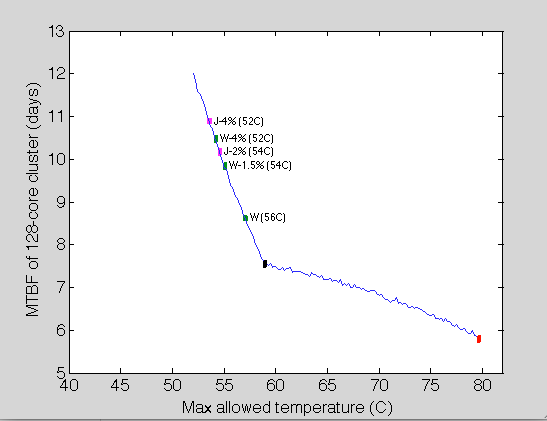 13
12
11
10
9
8
7
6
5
MTBF of 128-core cluster (days)
J-4% (52C)
W-4% (52C)
J-2% (54C)
W-1.5% (54C)
W (56C)
40 45 50 55 60 65 70 75 80
Max allowed temperature (C)